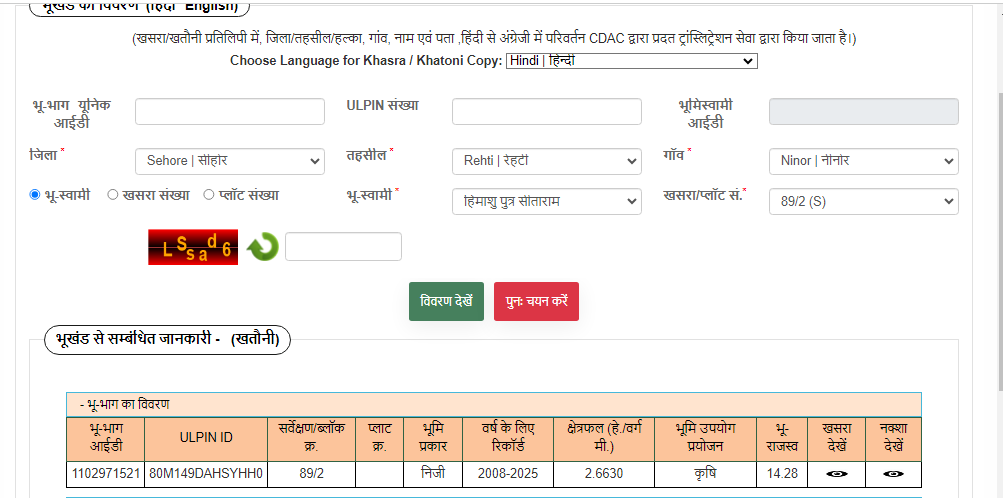 भूखंड का विवरण (हिंदी English)
(खसरा/खतौनी प्रतिलिपी में, जिला/तहसील/हल्का, गांव, नाम एवं पता ,हिंदी से अंग्रेजी में परिवर्तन CDAC द्वारा प्रदत ट्रांस्लिट्रेशन सेवा द्वारा किया जाता है।)
Choose Language for Khasra / Khatoni Copy: Hindi | हिन्दी
भू-भाग यूनिक आईडी ULPIN संख्या भूमिस्वामी आईडी
जिला * Sehore | सीहोर तहसील * Rehti | रेहटी गाँव * Ninor | नीनोर
भू-स्वामी खसरा संख्या प्लॉट संख्या भू-स्वामी * हिमाशु पुत्र सीताराम खसरा/प्लॉट सं.* 89/2 (S)
LSsad6
विवरण देखें पुनः चयन करें
भूखंड से सम्बंधित जानकारी - (खतौनी)
- भू-भाग का विवरण
भू-भाग आईडी ULPIN ID सर्वेक्षण/ब्लॉक क्र. प्लाट क्र. भूमि प्रकार वर्ष के लिए रिकॉर्ड क्षेत्रफल (हे./वर्ग मी.) भूमि उपयोग प्रयोजन भू-राजस्व खसरा देखें नक्शा देखें
1102971521 80M149DAHSYHH0 89/2 निजी 2008-2025 2.6630 कृषि 14.28